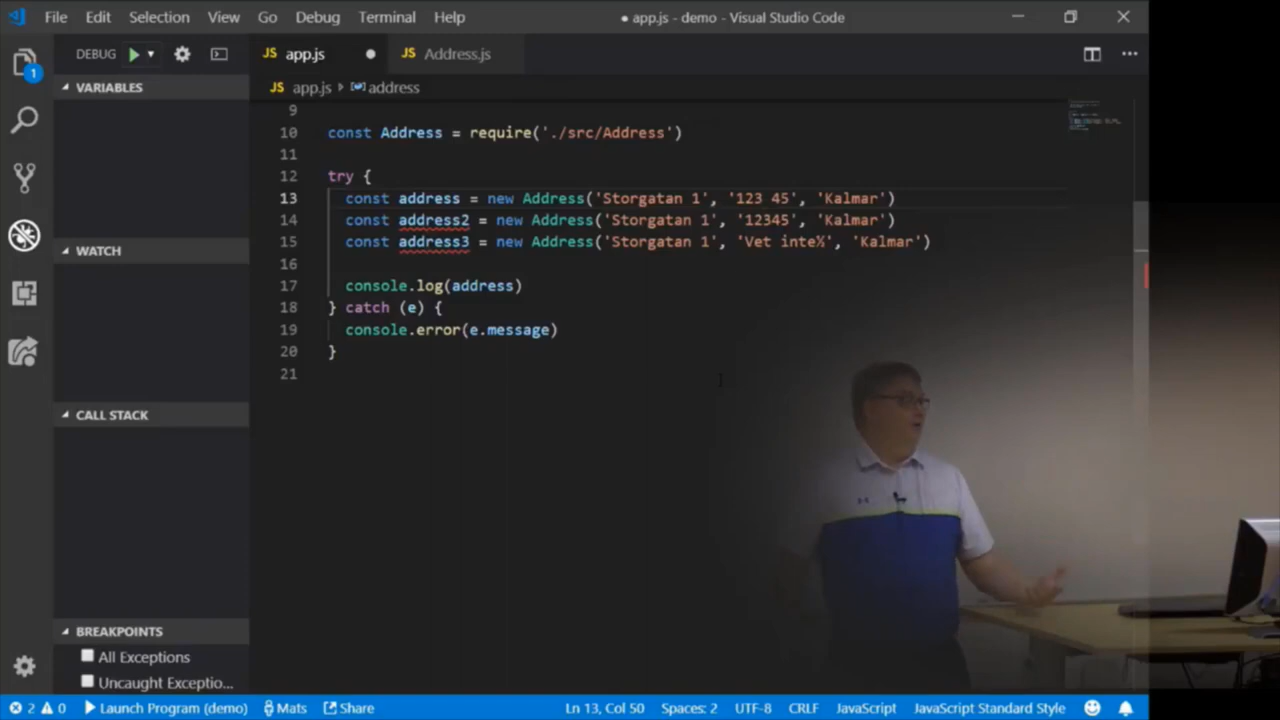 File Edit Selection View Go Debug Terminal Help ● app.js - demo - Visual Studio Code
DEBUG
JS app.js ● JS Address.js
1
VARIABLES
JS app.js address
9
10 const Address = require('./src/Address')
11
12 try {
13 const address = new Address('Storgatan 1', '123 45', 'Kalmar')
14 const address2 = new Address('Storgatan 1', '12345', 'Kalmar')
15 const address3 = new Address('Storgatan 1', 'Vet inte%', 'Kalmar')
16
17 console.log(address)
18 } catch (e) {
19 console.error(e.message)
20 }
21
WATCH
CALL STACK
BREAKPOINTS
All Exceptions
Uncaught Exceptio...
2 0 Launch Program (demo) Mats Share Ln 13, Col 50 Spaces: 2 UTF-8 CRLF JavaScript JavaScript Standard Style